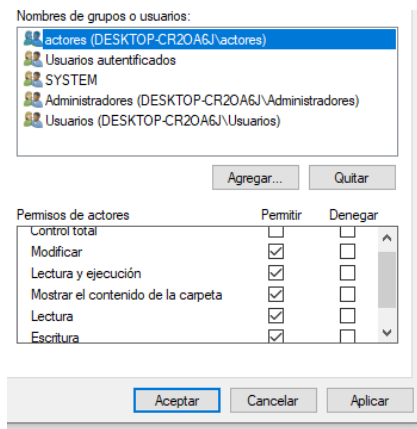 Nombres de grupos o usuarios:
actores (DESKTOP-CR2OA6J\actores)
Usuarios autentificados
SYSTEM
Administradores (DESKTOP-CR2OA6J\Administradores)
Usuarios (DESKTOP-CR2OA6J\Usuarios)
Agregar... Quitar
Permisos de actores Permitir Denegar
Control total
Modificar
Lectura y ejecución
Mostrar el contenido de la carpeta
Lectura
Escritura
Aceptar Cancelar Aplicar